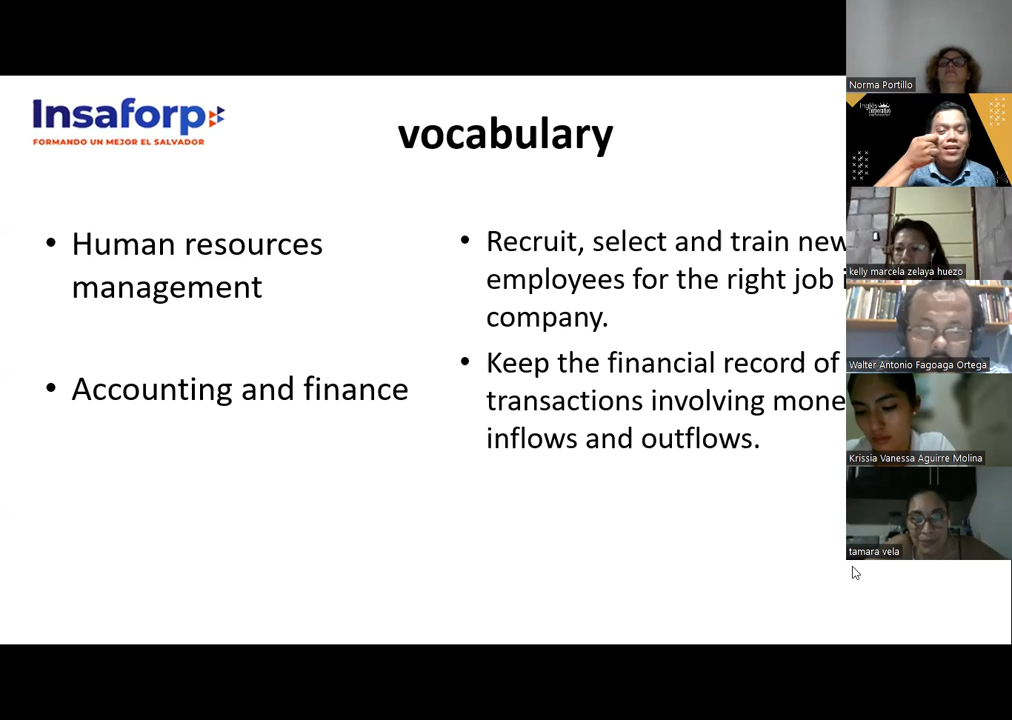 Insaforp
FORMANDO UN MEJOR EL SALVADOR
vocabulary
• Human resources
management
• Accounting and finance
• Recruit, select and train new
employees for the right job
company.
• Keep the financial record of
transactions involving
inflows and outflows.
Norma Portillo
Inglés
kelly marcela zelaya huezo
Walter Antonio Fagoaga Ortega
Krissia Vanessa Aguirre Molina
tamara vela